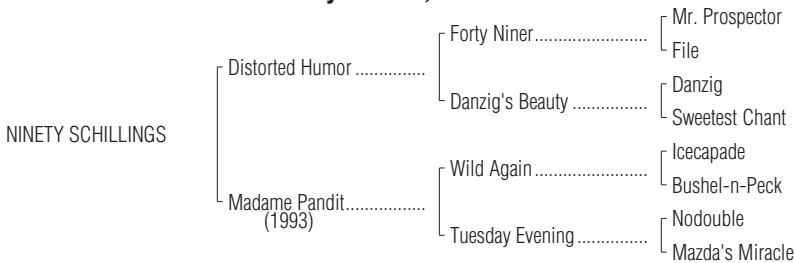 Mr. Prospector
Forty Niner........................
File
Distorted Humor ...............
Danzig
Danzig's Beauty ................
Sweetest Chant
NINETY SCHILLINGS
Icecapade
Wild Again........................
Bushel-n-Peck
Madame Pandit.................
(1993)
Nodouble
Tuesday Evening...............
Mazda's Miracle